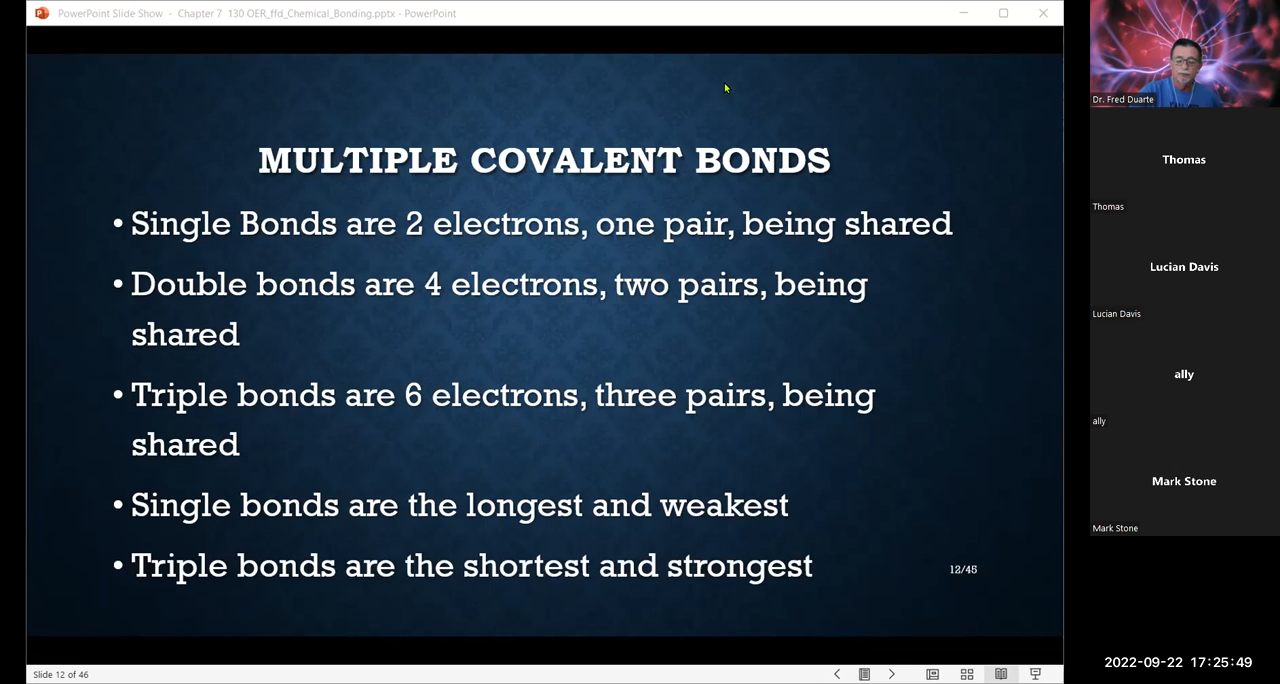 PowerPoint Slide Show - Chapter 7 130 OER_ffd_Chemical_Bonding.pptx - PowerPoint
MULTIPLE COVALENT BONDS
• Single Bonds are 2 electrons, one pair, being shared
• Double bonds are 4 electrons, two pairs, being
shared
• Triple bonds are 6 electrons, three pairs, being
shared
• Single bonds are the longest and weakest
• Triple bonds are the shortest and strongest
12/45
Slide 12 of 46
Dr. Fred Duarte
Thomas
Thomas
Lucian Davis
Lucian Davis
ally
ally
Mark Stone
Mark Stone
2022-09-22 17:25:49